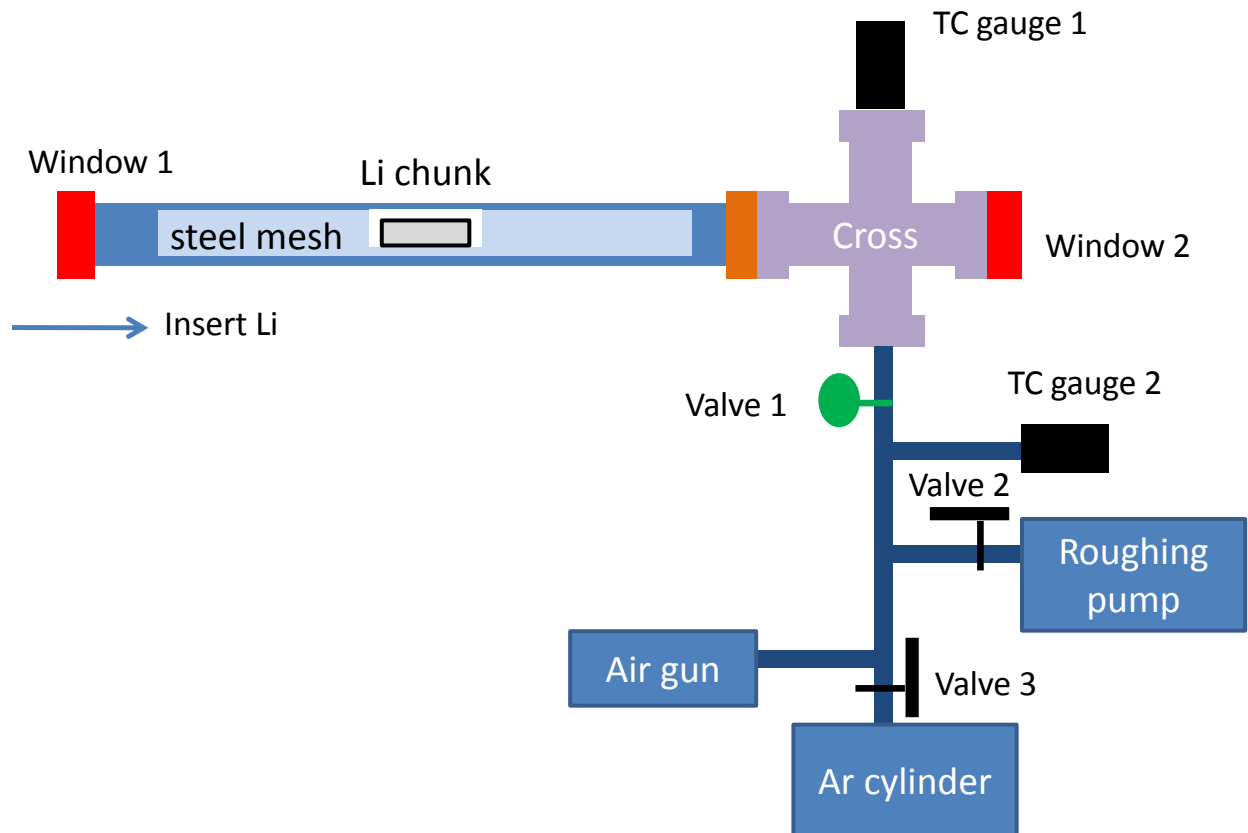 TC gauge 1
Window 1
Li chunk
steel mesh
Cross
Window 2
Insert Li
Valve 1
TC gauge 2
Valve 2
Roughing
pump
Air gun
Valve 3
Ar cylinder